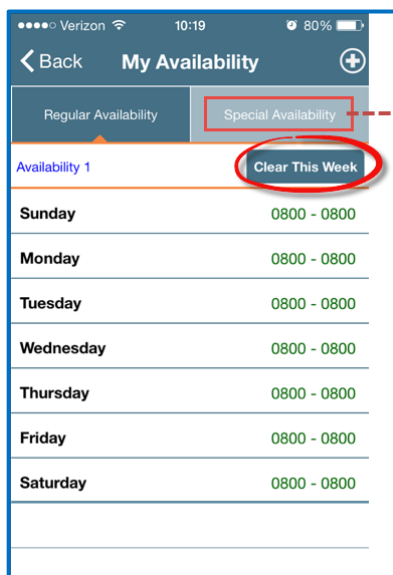 Verizon 10:19 80%
Back My Availability
Regular Availability Special Availability
Availability 1 Clear This Week
Sunday 0800 - 0800
Monday 0800 - 0800
Tuesday 0800 - 0800
Wednesday 0800 - 0800
Thursday 0800 - 0800
Friday 0800 - 0800
Saturday 0800 - 0800